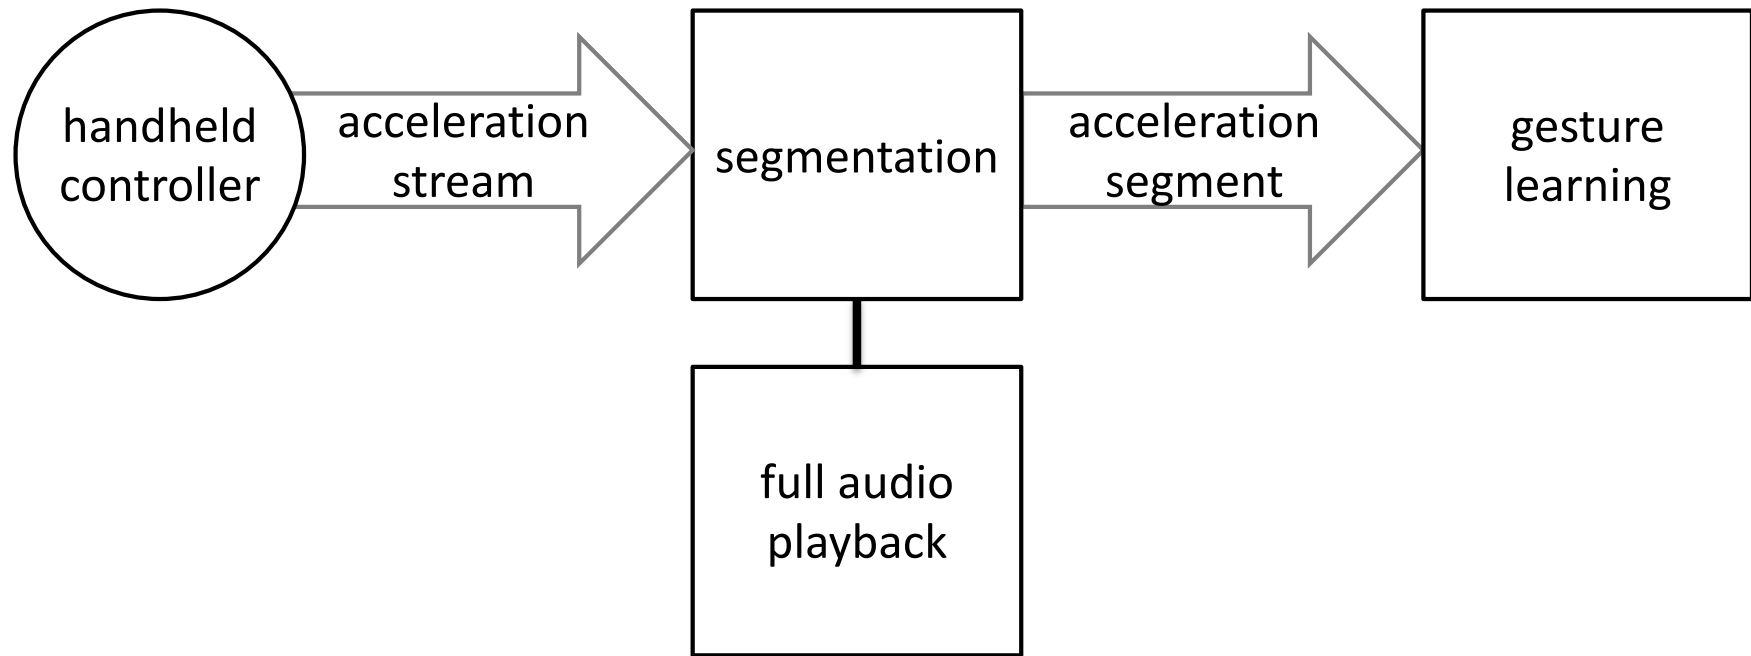 handheld
controller
acceleration
stream
segmentation
acceleration
segment
gesture
learning
full audio
playback